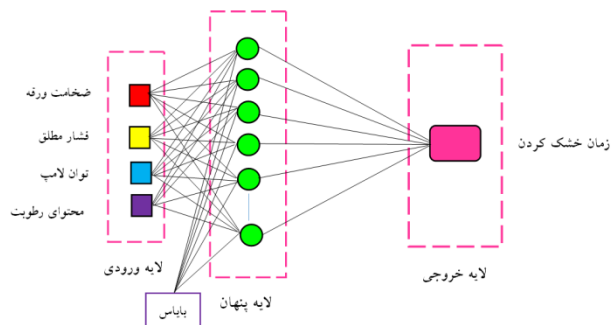 ضخامت ورقه
فشار مطلق
توان لامپ
محتوای رطوبت
زمان خشک کردن
لایه ورودی
لایه پنهان
لایه خروجی
بایاس